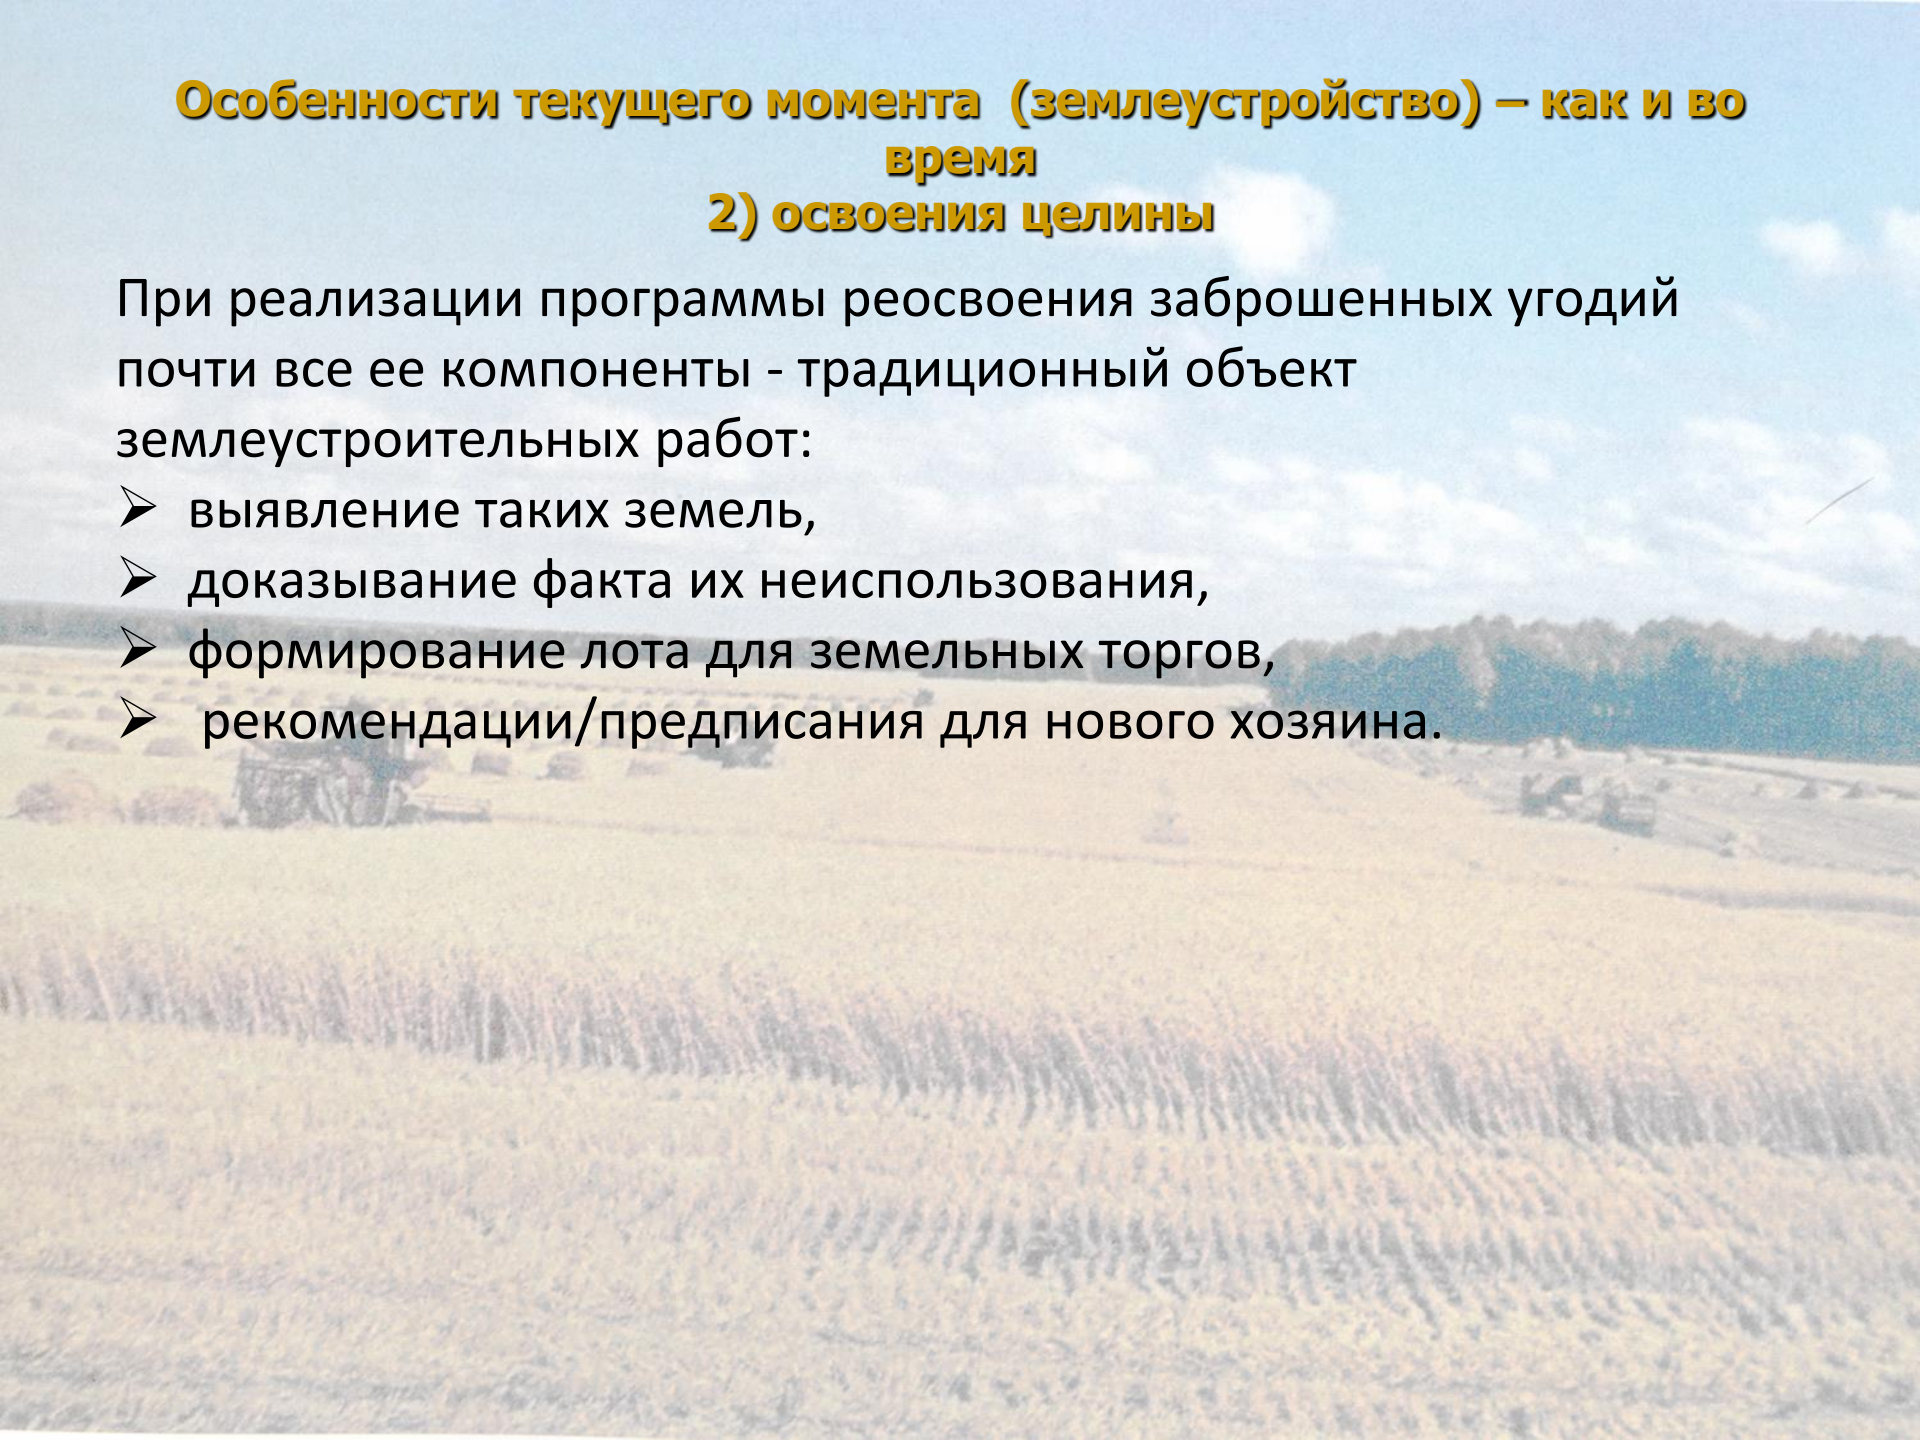 Особенности текущего момента  (землеустройство) – как и во
время
2) освоения целины
При реализации программы реосвоения заброшенных угодий
почти все ее компоненты - традиционный объект
землеустроительных работ:
➢ выявление таких земель,
➢ доказывание факта их неиспользования,
➢ формирование лота для земельных торгов,
➢ рекомендации/предписания для нового хозяина.